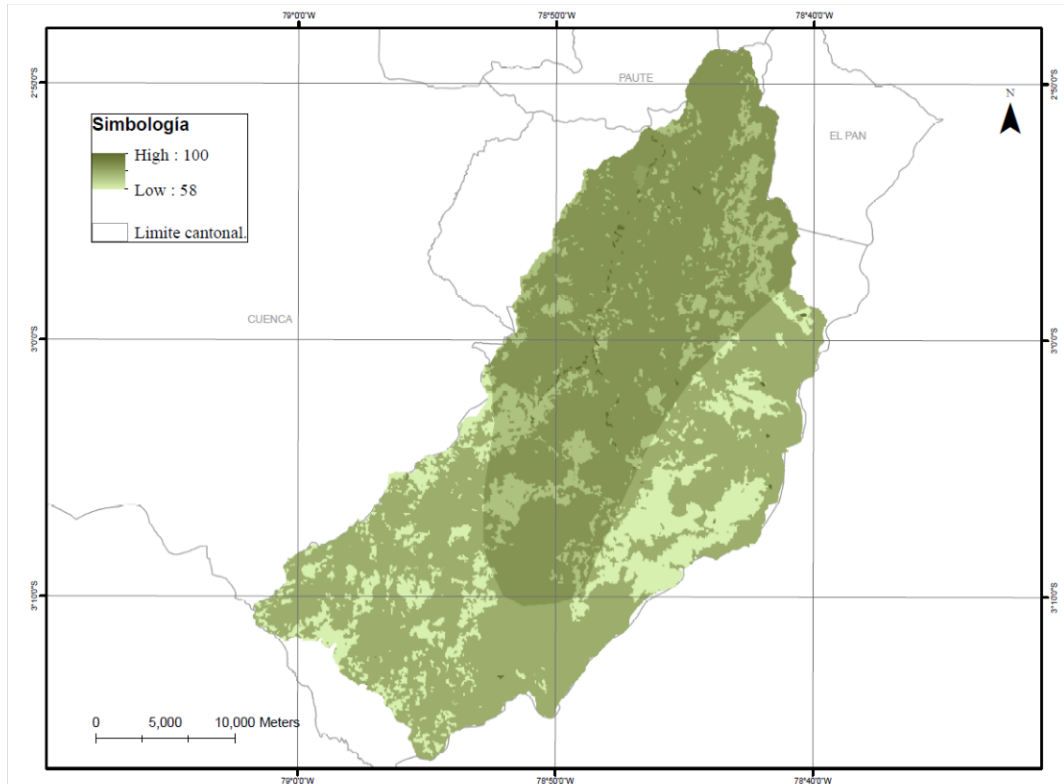 79°0'0"W 78°50'0"W 78°40'0"W
PAUTE
2°50'0"S 2°50'0"S
N
Simbología
High : 100
Low : 58
Limite cantonal.
EL PAN
CUENCA
3°0'0"S 3°0'0"S
3°10'0"S 3°10'0"S
0 5,000 10,000 Meters
79°0'0"W 78°50'0"W 78°40'0"W